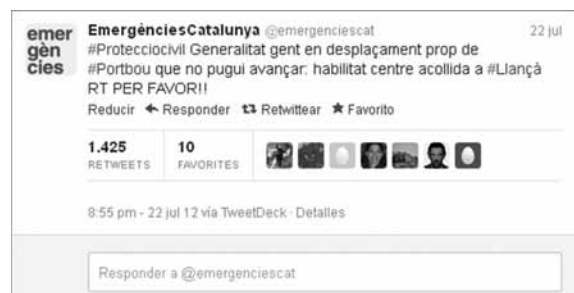 emer
gèn
cies
EmergènciesCatalunya @emergenciescat 22 jul
#Protecciocivil Generalitat gent en desplaçament prop de
#Portbou que no pugui avançar: habilitat centre acollida a #Llançà
RT PER FAVOR!!
Reducir Responder Retwittear Favorito
1.425 10
RETWEETS FAVORITES
8:55 pm - 22 jul 12 vía TweetDeck · Detalles
Responder a @emergenciescat